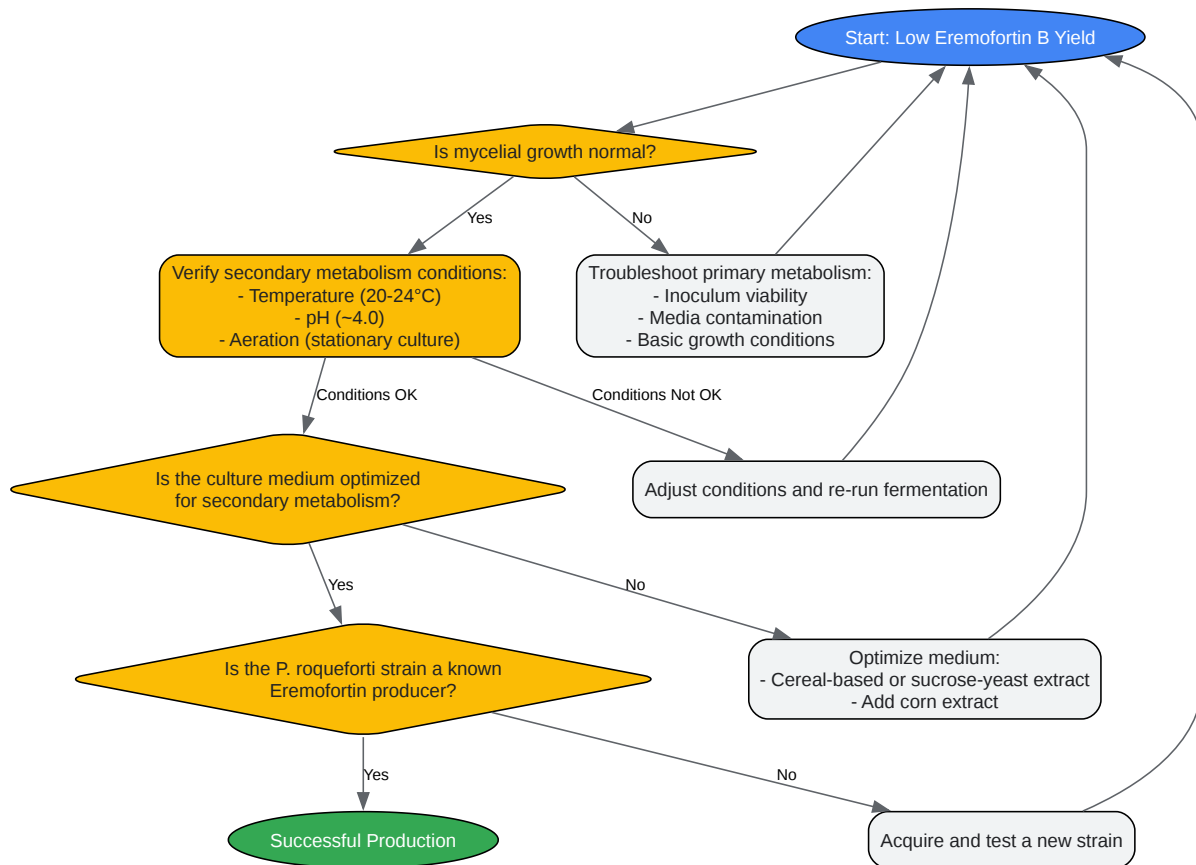 Start: Low Eremofortin B Yield
Is mycelial growth normal?
Yes
No
Verify secondary metabolism conditions:
- Temperature (20-24°C)
- pH (~4.0)
- Aeration (stationary culture)
Troubleshoot primary metabolism:
- Inoculum viability
- Media contamination
- Basic growth conditions
Conditions OK
Conditions Not OK
Is the culture medium optimized
for secondary metabolism?
Adjust conditions and re-run fermentation
Yes
No
Is the P. roqueforti strain a known
Eremofortin producer?
Optimize medium:
- Cereal-based or sucrose-yeast extract
- Add corn extract
Yes
No
Successful Production
Acquire and test a new strain